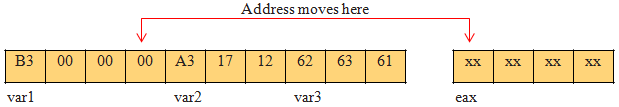 Address moves here
B3 00 00 00 A3 17 12 62 63 61 xx xx xx xx
var1 var2 var3 eax